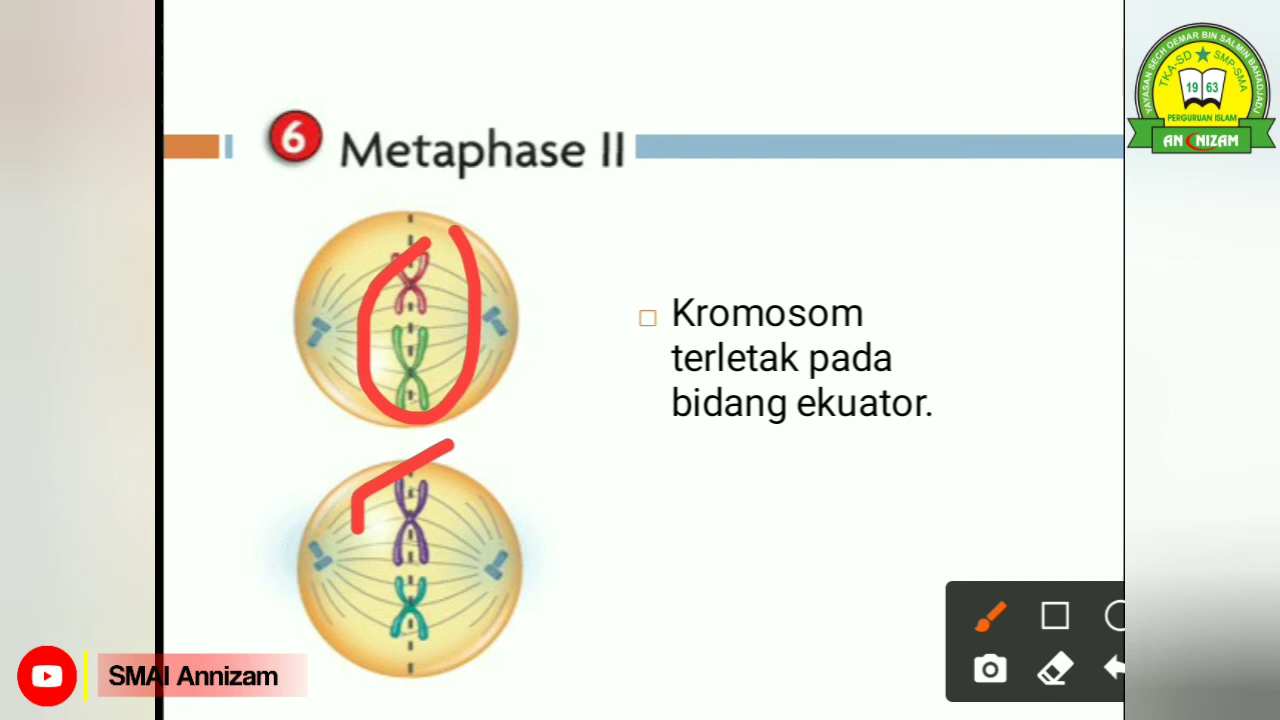 6 Metaphase II
Kromosom
terletak pada
bidang ekuator.
SMAI Annizam
YAYASAN SECH OEMAR BIN SALMIN BAHADJADJ
TKA-SD SMP-SMA
19 63
PERGURUAN ISLAM
AN NIZAM